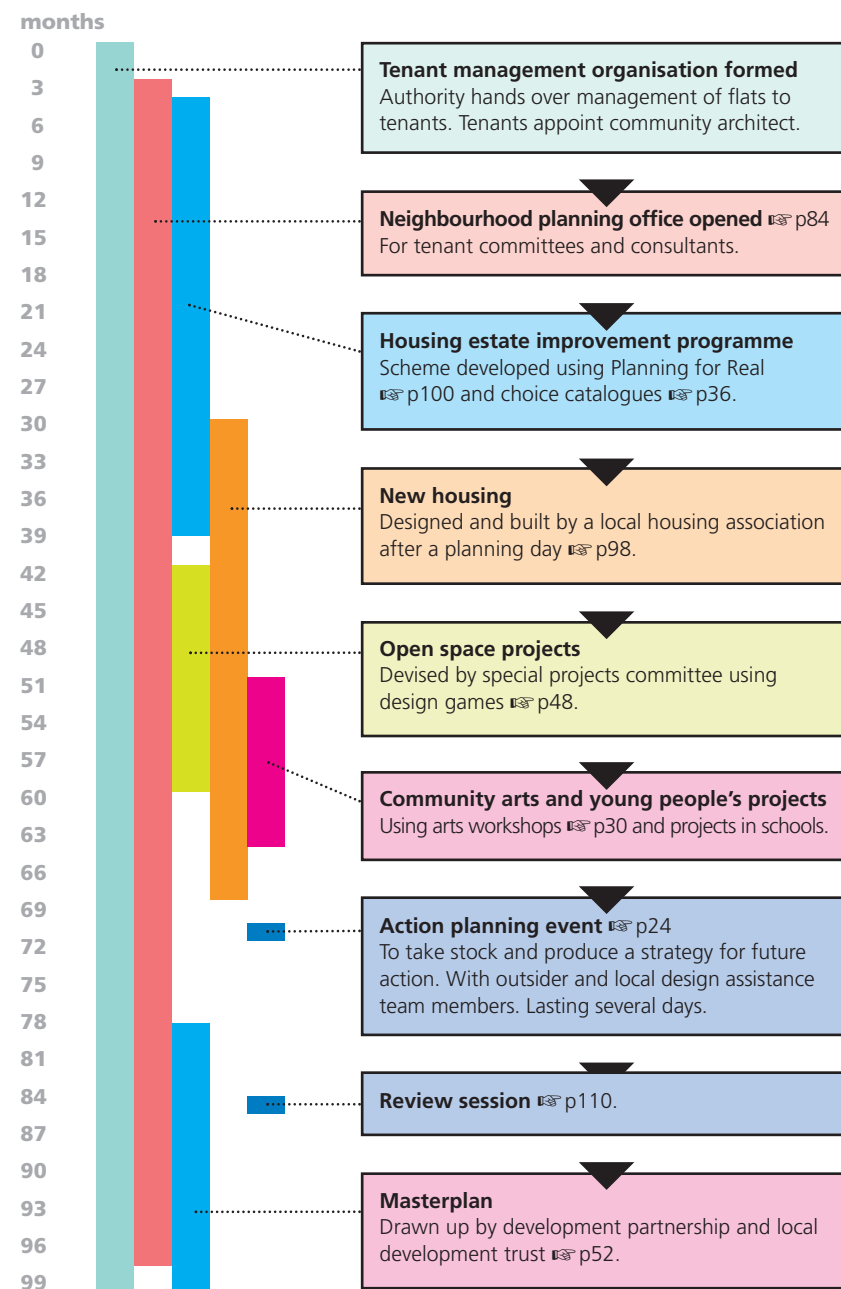 months
0
3
6
9
12
15
18
21
24
27
30
33
36
39
42
45
48
51
54
57
60
63
66
69
72
75
78
81
84
87
90
93
96
99
Tenant management organisation formed
Authority hands over management of flats to
tenants. Tenants appoint community architect.
Neighbourhood planning office opened ☞ p84
For tenant committees and consultants.
Housing estate improvement programme
Scheme developed using Planning for Real
☞ p100 and choice catalogues ☞ p36.
New housing
Designed and built by a local housing association
after a planning day ☞ p98.
Open space projects
Devised by special projects committee using
design games ☞ p48.
Community arts and young people’s projects
Using arts workshops ☞ p30 and projects in schools.
Action planning event ☞ p24
To take stock and produce a strategy for future
action. With outsider and local design assistance
team members. Lasting several days.
Review session ☞ p110.
Masterplan
Drawn up by development partnership and local
development trust ☞ p52.